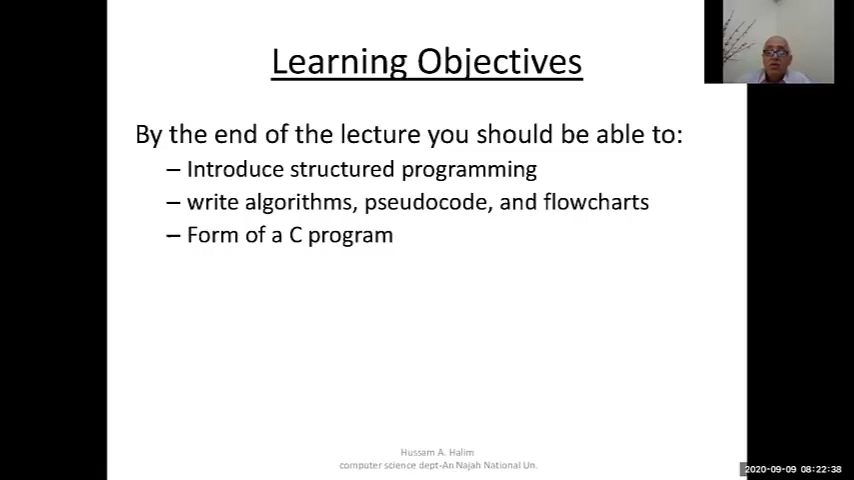 Learning Objectives
By the end of the lecture you should be able to:
– Introduce structured programming
– write algorithms, pseudocode, and flowcharts
– Form of a C program
Hussam A. Halim
computer science dept-An Najah National Un.
2020-09-09 08:22:38